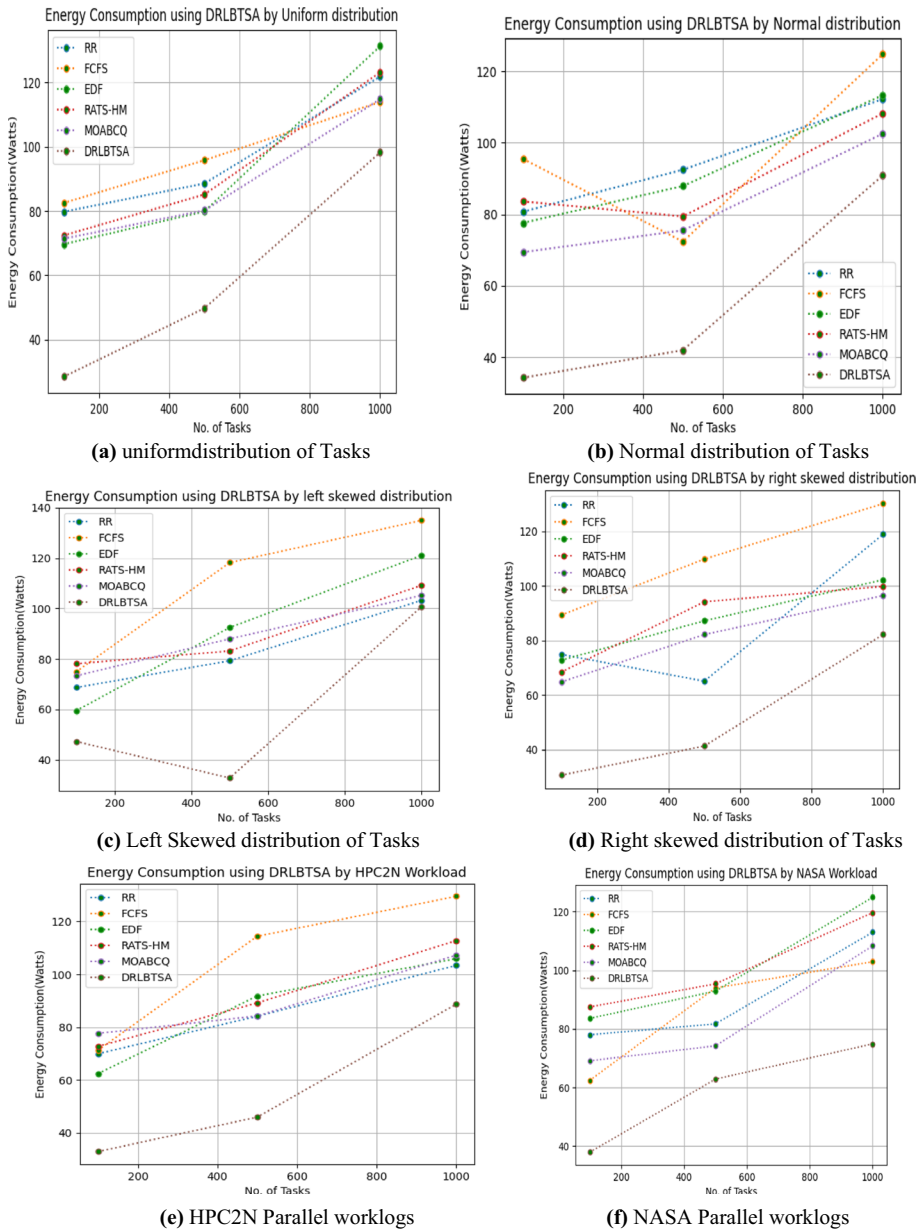 Energy Consumption using DRLBTSA by Uniform distribution
RR
FCFS
EDF
RATS-HM
MOABCQ
DRLBTSA
Energy Consumption(Watts)
120
100
80
60
40
200 400 600 800 1000
No. of Tasks
(a) uniformdistribution of Tasks
Energy Consumption using DRLBTSA by Normal distribution
Energy Consumption(Watts)
120
100
80
60
40
RR
FCFS
EDF
RATS-HM
MOABCQ
DRLBTSA
200 400 600 800 1000
No. of Tasks
(b) Normal distribution of Tasks
Energy Consumption using DRLBTSA by left skewed distribution
RR
FCFS
EDF
RATS-HM
MOABCQ
DRLBTSA
Energy Consumption(Watts)
140
120
100
80
60
40
200 400 600 800 1000
No. of Tasks
(c) Left Skewed distribution of Tasks
Energy Consumption using DRLBTSA by right skewed distribution
RR
FCFS
EDF
RATS-HM
MOABCQ
DRLBTSA
Energy Consumption(Watts)
120
100
80
60
40
200 400 600 800 1000
No. of Tasks
(d) Right skewed distribution of Tasks
Energy Consumption using DRLBTSA by HPC2N Workload
RR
FCFS
EDF
RATS-HM
MOABCQ
DRLBTSA
Energy Consumption(Watts)
120
100
80
60
40
200 400 600 800 1000
No. of Tasks
(e) HPC2N Parallel worklogs
Energy Consumption using DRLBTSA by NASA Workload
RR
FCFS
EDF
RATS-HM
MOABCQ
DRLBTSA
Energy Consumption(Watts)
120
100
80
60
40
200 400 600 800 1000
No. of Tasks
(f) NASA Parallel worklogs